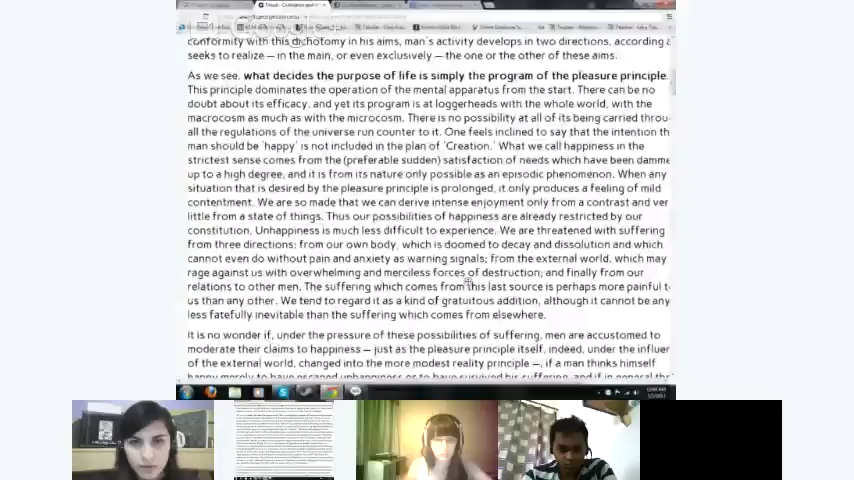 conformity with this dichotomy in his aims, man's activity develops in two directions, according a
seeks to realize — in the main, or even exclusively — the one or the other of these aims.
As we see, what decides the purpose of life is simply the program of the pleasure principle.
This principle dominates the operation of the mental apparatus from the start. There can be no
doubt about its efficacy, and yet its program is at loggerheads with the whole world, with the
macrocosm as much as with the microcosm. There is no possibility at all of its being carried throu
all the regulations of the universe run counter to it. One feels inclined to say that the intention th
man should be 'happy' is not included in the plan of 'Creation.' What we call happiness in the
strictest sense comes from the (preferable sudden) satisfaction of needs which have been damme
up to a high degree, and it is from its nature only possible as an episodic phenomenon. When any
situation that is desired by the pleasure principle is prolonged, it only produces a feeling of mild
contentment. We are so made that we can derive intense enjoyment only from a contrast and ver
little from a state of things. Thus our possibilities of happiness are already restricted by our
constitution. Unhappiness is much less difficult to experience. We are threatened with suffering
from three directions: from our own body, which is doomed to decay and dissolution and which
cannot even do without pain and anxiety as warning signals; from the external world, which may
rage against us with overwhelming and merciless forces of destruction; and finally from our
relations to other men. The suffering which comes from this last source is perhaps more painful t
us than any other. We tend to regard it as a kind of gratuitous addition, although it cannot be any
less fatefully inevitable than the suffering which comes from elsewhere.
It is no wonder if, under the pressure of these possibilities of suffering, men are accustomed to
moderate their claims to happiness — just as the pleasure principle itself, indeed, under the influer
of the external world, changed into the more modest reality principle —, if a man thinks himself
happy merely to have escaped unhappiness or to have survived his suffering, and if in general the